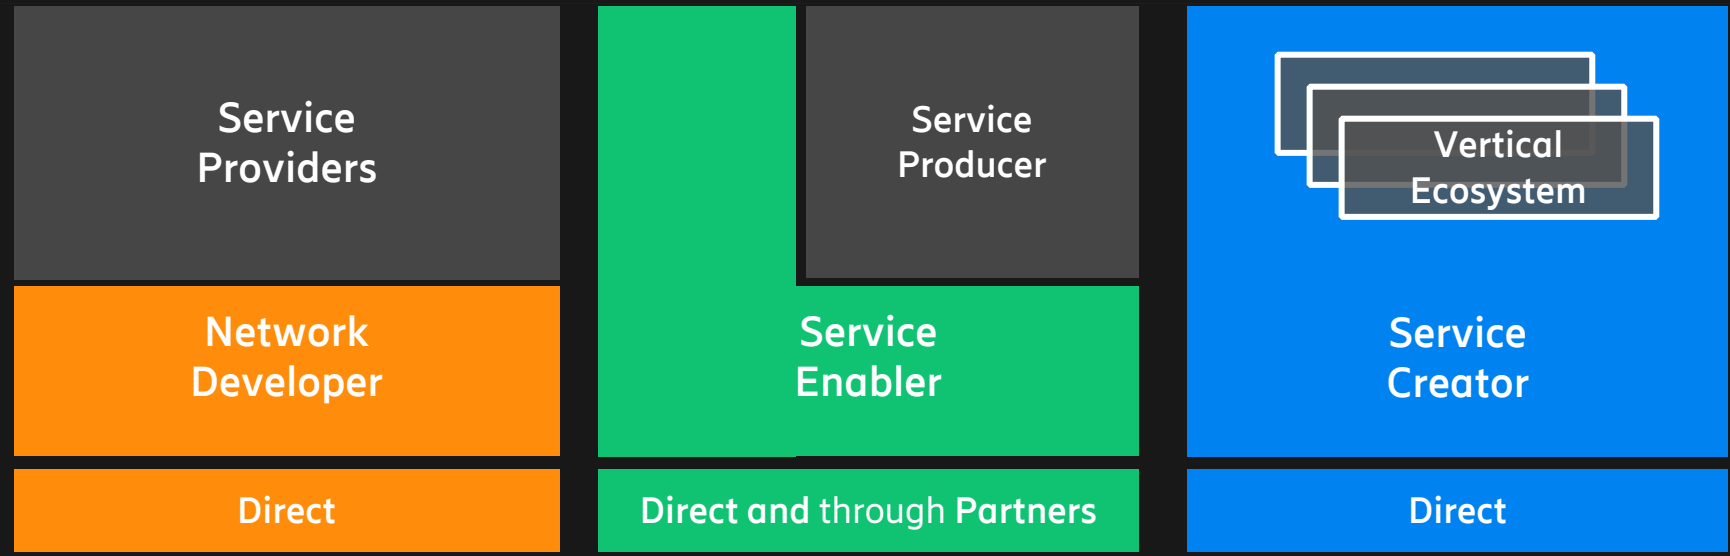 Service
Providers
Network
Developer
Direct
Service
Producer
Service
Enabler
Direct and through Partners
Vertical
Ecosystem
Service
Creator
Direct